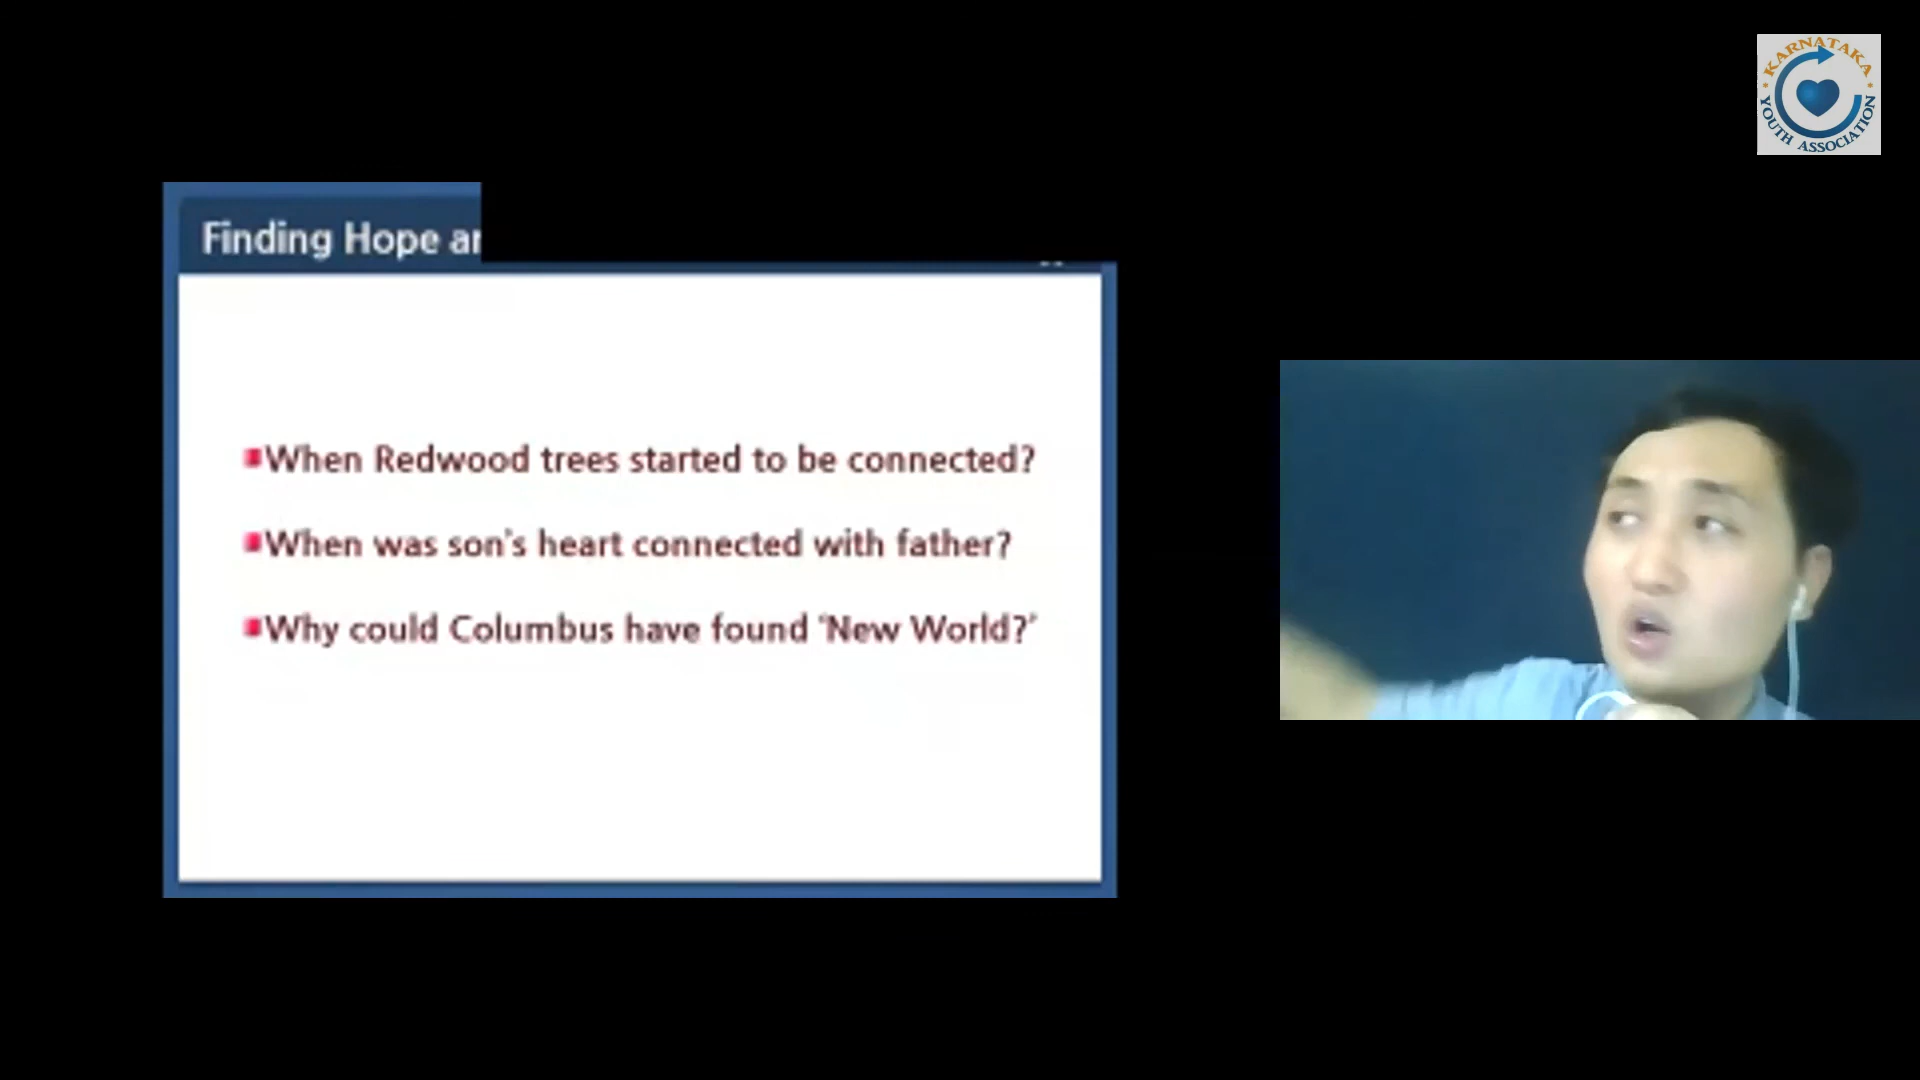 KARNATAKA
YOUTH ASSOCIATION
Finding Hope
When Redwood trees started to be connected?
When was son's heart connected with father?
Why could Columbus have found ‘New World?’